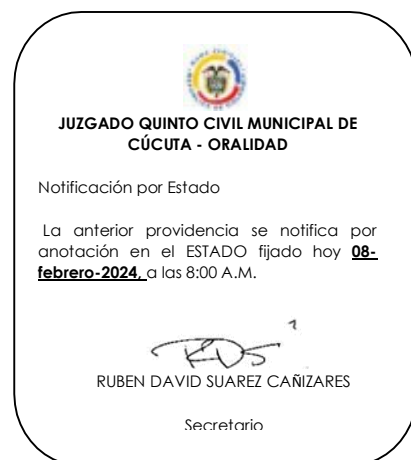 JUZGADO QUINTO CIVIL MUNICIPAL DE
CÚCUTA - ORALIDAD
Notificación por Estado
La anterior providencia se notifica por
anotación en el ESTADO fijado hoy 08-
febrero-2024, a las 8:00 A.M.
RUBEN DAVID SUAREZ CAÑIZARES
Secretario